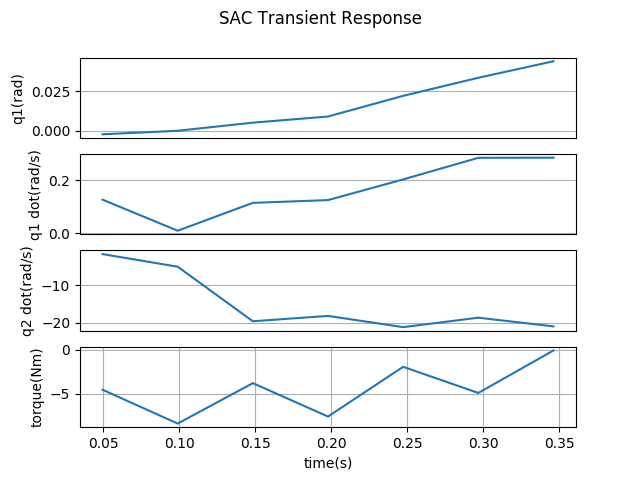 SAC Transient Response
q1(rad)
0.025
0.000
q1 dot(rad/s)
0.2
0.0
q2 dot(rad/s)
−10
−20
torque(Nm)
0
−5
0.05 0.10 0.15 0.20 0.25 0.30 0.35
time(s)